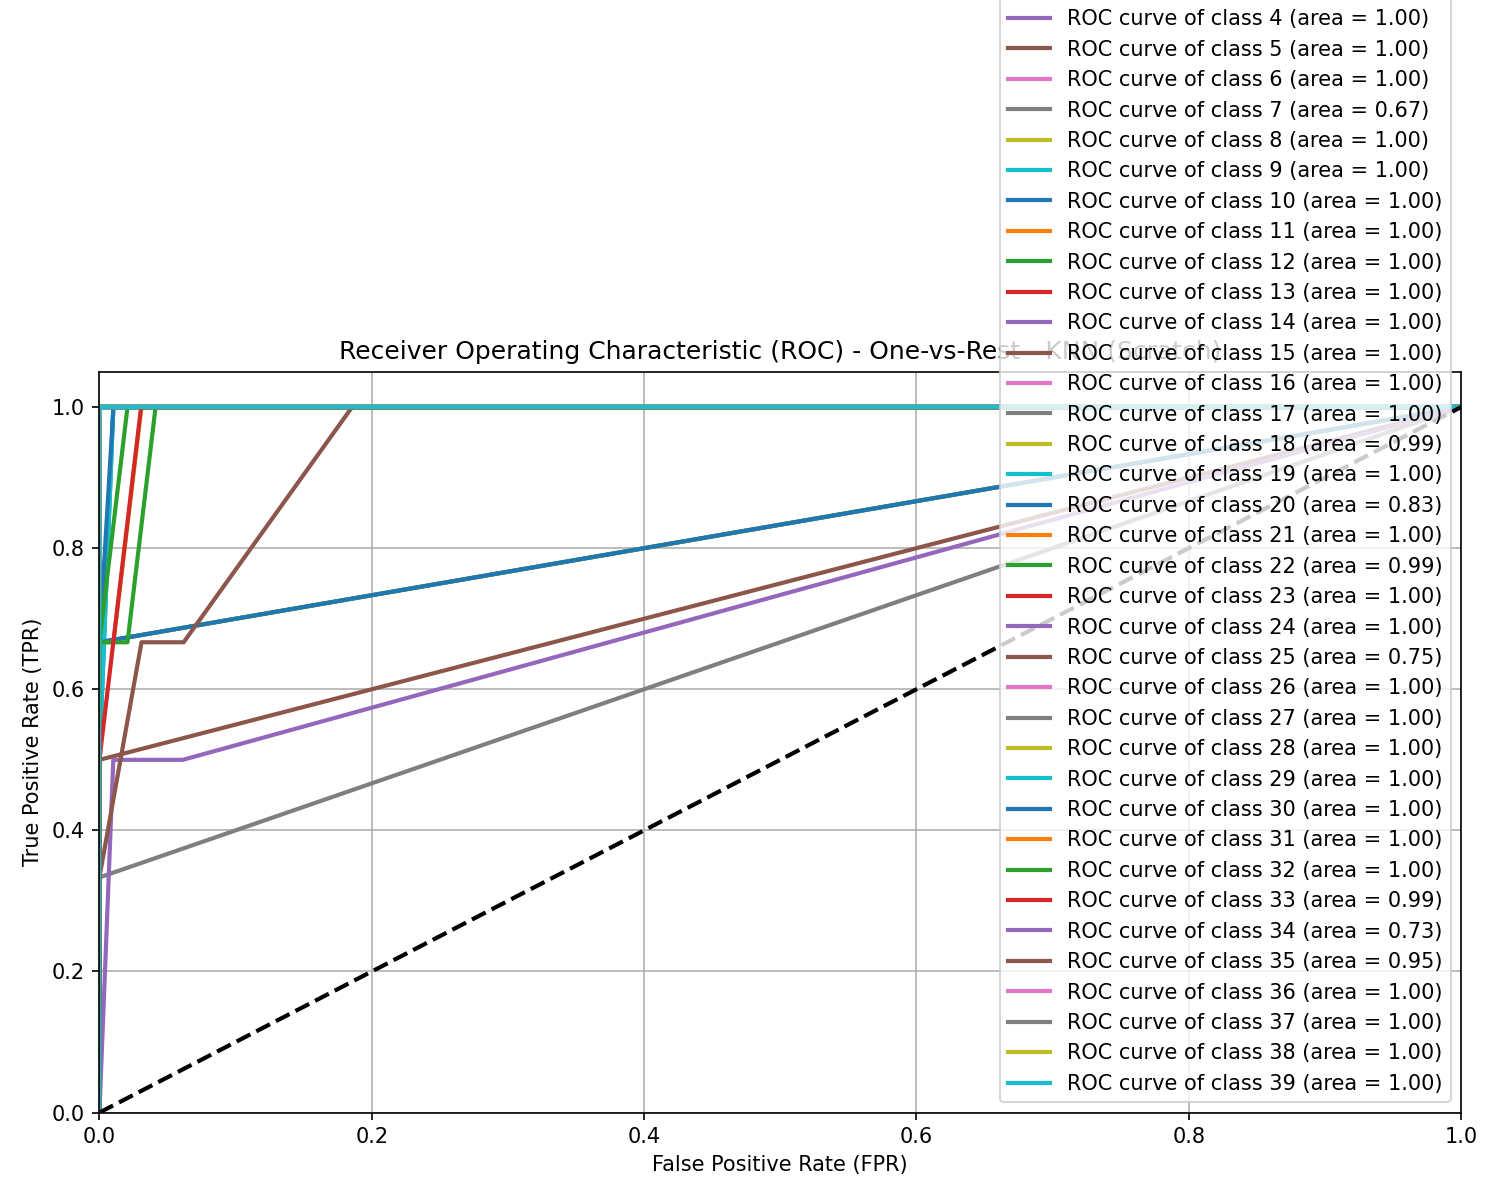 ROC curve of class 4 (area = 1.00)
ROC curve of class 5 (area = 1.00)
ROC curve of class 6 (area = 1.00)
ROC curve of class 7 (area = 0.67)
ROC curve of class 8 (area = 1.00)
ROC curve of class 9 (area = 1.00)
ROC curve of class 10 (area = 1.00)
ROC curve of class 11 (area = 1.00)
ROC curve of class 12 (area = 1.00)
ROC curve of class 13 (area = 1.00)
ROC curve of class 14 (area = 1.00)
Receiver Operating Characteristic (ROC) - One-vs-Rest - KNN (Scratch)
ROC curve of class 15 (area = 1.00)
ROC curve of class 16 (area = 1.00)
ROC curve of class 17 (area = 1.00)
ROC curve of class 18 (area = 0.99)
ROC curve of class 19 (area = 1.00)
ROC curve of class 20 (area = 0.83)
ROC curve of class 21 (area = 1.00)
ROC curve of class 22 (area = 0.99)
ROC curve of class 23 (area = 1.00)
ROC curve of class 24 (area = 1.00)
ROC curve of class 25 (area = 0.75)
ROC curve of class 26 (area = 1.00)
ROC curve of class 27 (area = 1.00)
ROC curve of class 28 (area = 1.00)
ROC curve of class 29 (area = 1.00)
ROC curve of class 30 (area = 1.00)
ROC curve of class 31 (area = 1.00)
ROC curve of class 32 (area = 1.00)
ROC curve of class 33 (area = 0.99)
ROC curve of class 34 (area = 0.73)
ROC curve of class 35 (area = 0.95)
ROC curve of class 36 (area = 1.00)
ROC curve of class 37 (area = 1.00)
ROC curve of class 38 (area = 1.00)
ROC curve of class 39 (area = 1.00)
True Positive Rate (TPR)
1.0
0.8
0.6
0.4
0.2
0.0
0.0 0.2 0.4 0.6 0.8 1.0
False Positive Rate (FPR)